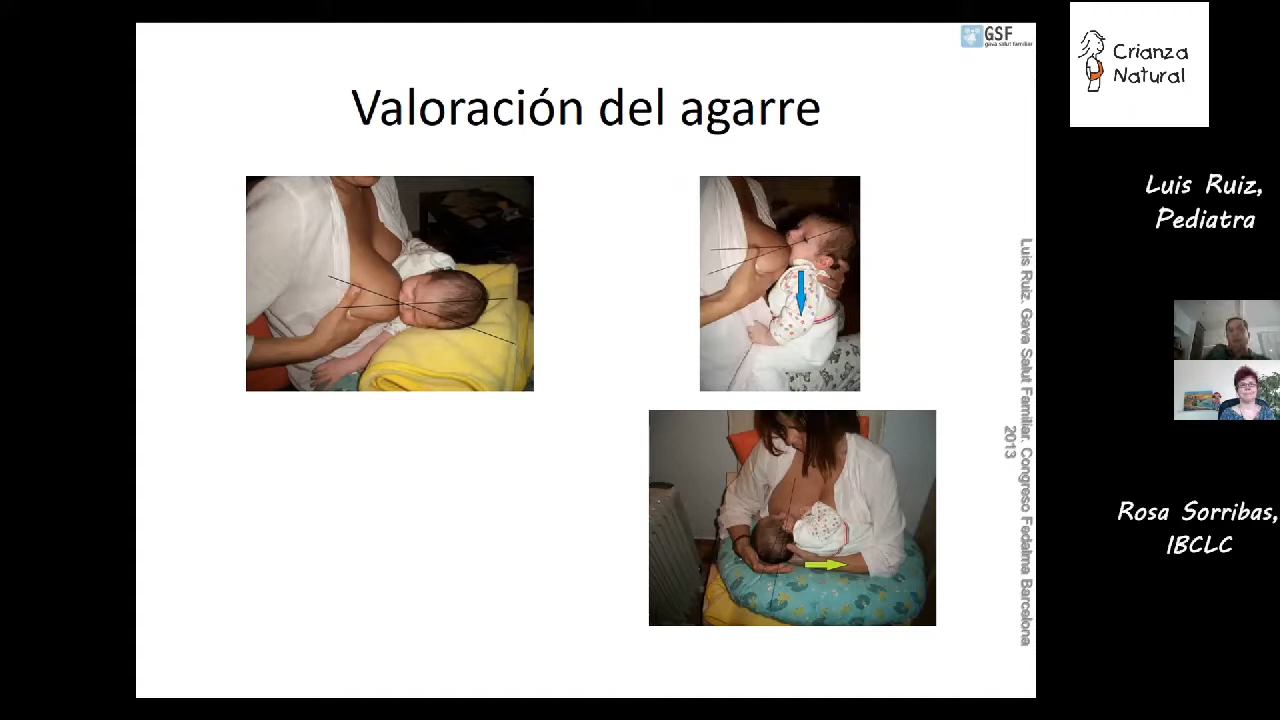 GSF
gava salut familiar
Valoración del agarre
Luis Ruiz. Gava Salut Familiar. Congreso Fedalma Barcelona
2013
Crianza
Natural
Luis Ruiz,
Pediatra
Rosa Sorribas,
IBCLC